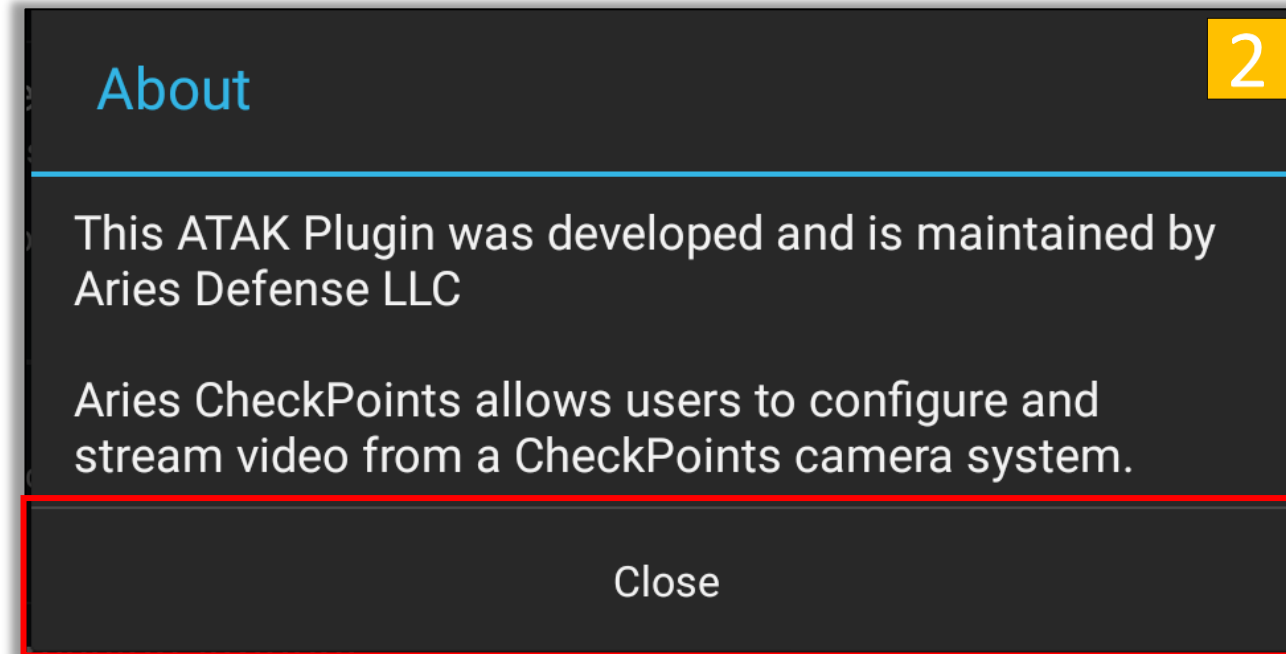 2
About
This ATAK Plugin was developed and is maintained by
Aries Defense LLC
Aries CheckPoints allows users to configure and
stream video from a CheckPoints camera system.
Close